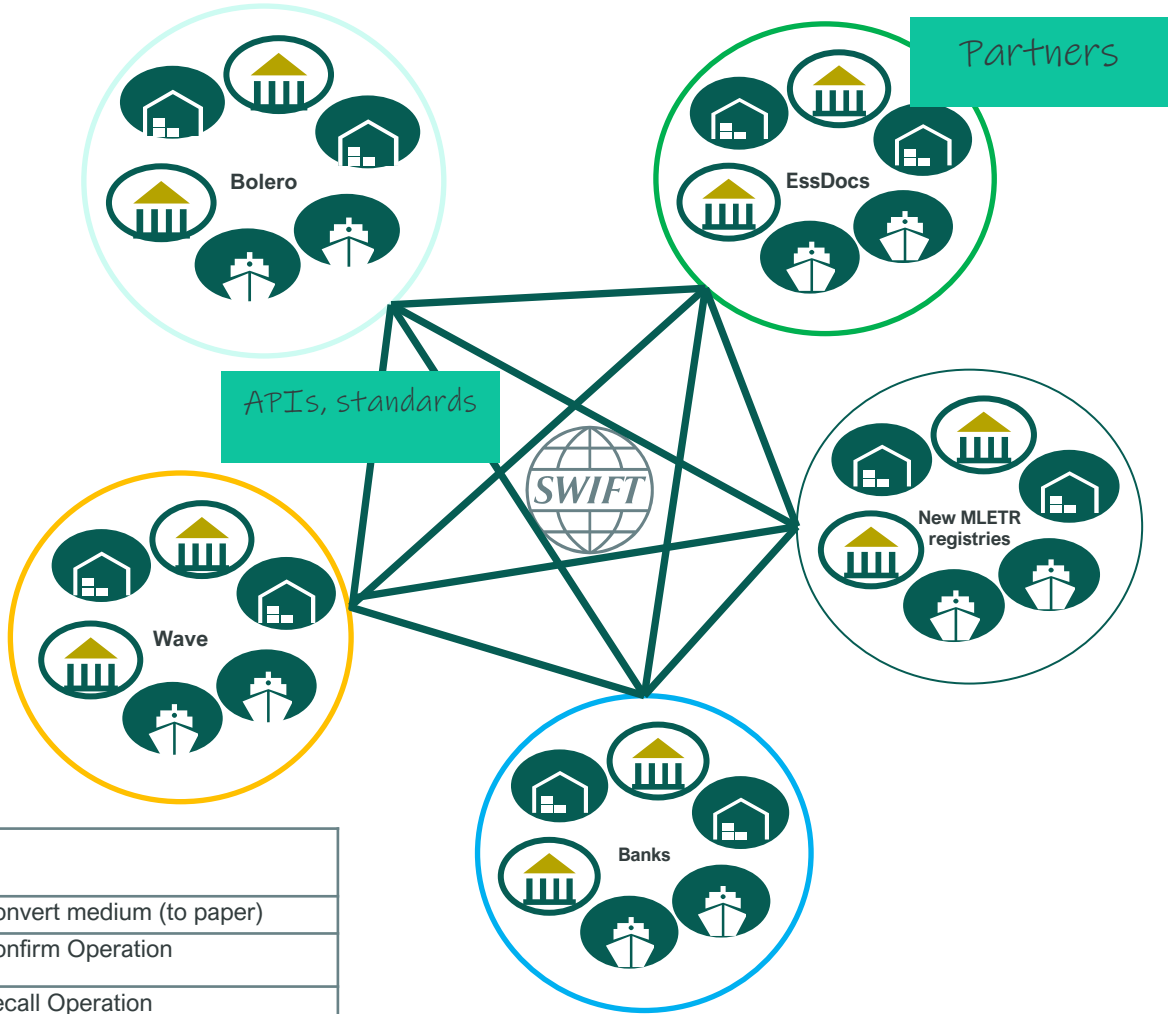 Partners
Bolero
EssDocs
APIs, standards
SWIFT
New MLETR
registries
Wave
Banks
onvert medium (to paper)
onfirm Operation
ecall Operation